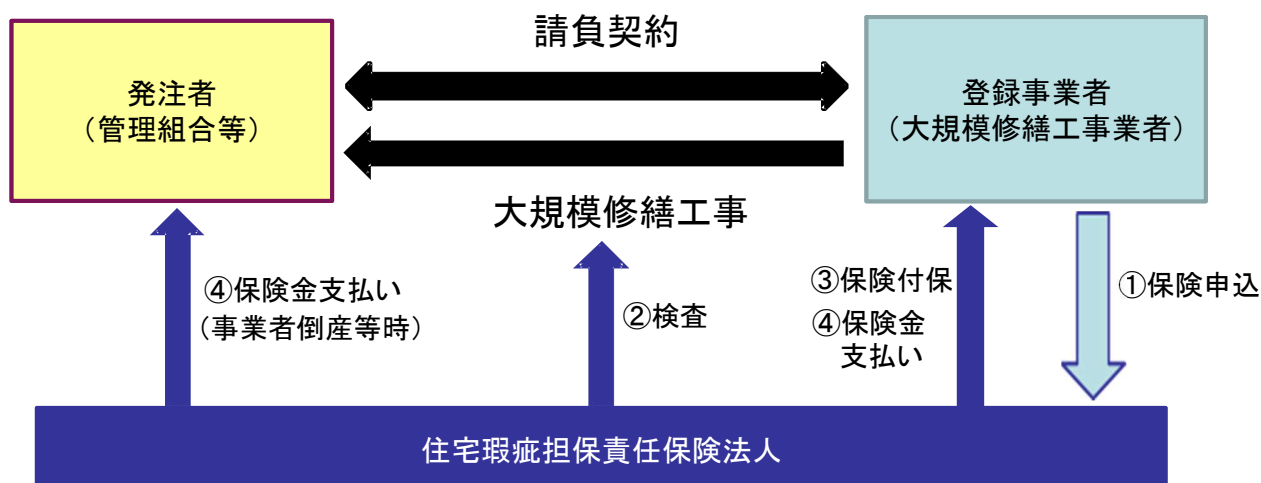 請負契約
発注者
（管理組合等）
登録事業者
（大規模修繕工事業者）
大規模修繕工事
④保険金支払い
（事業者倒産等時）
②検査
③保険付保
④保険金
支払い
①保険申込
住宅瑕疵担保責任保険法人